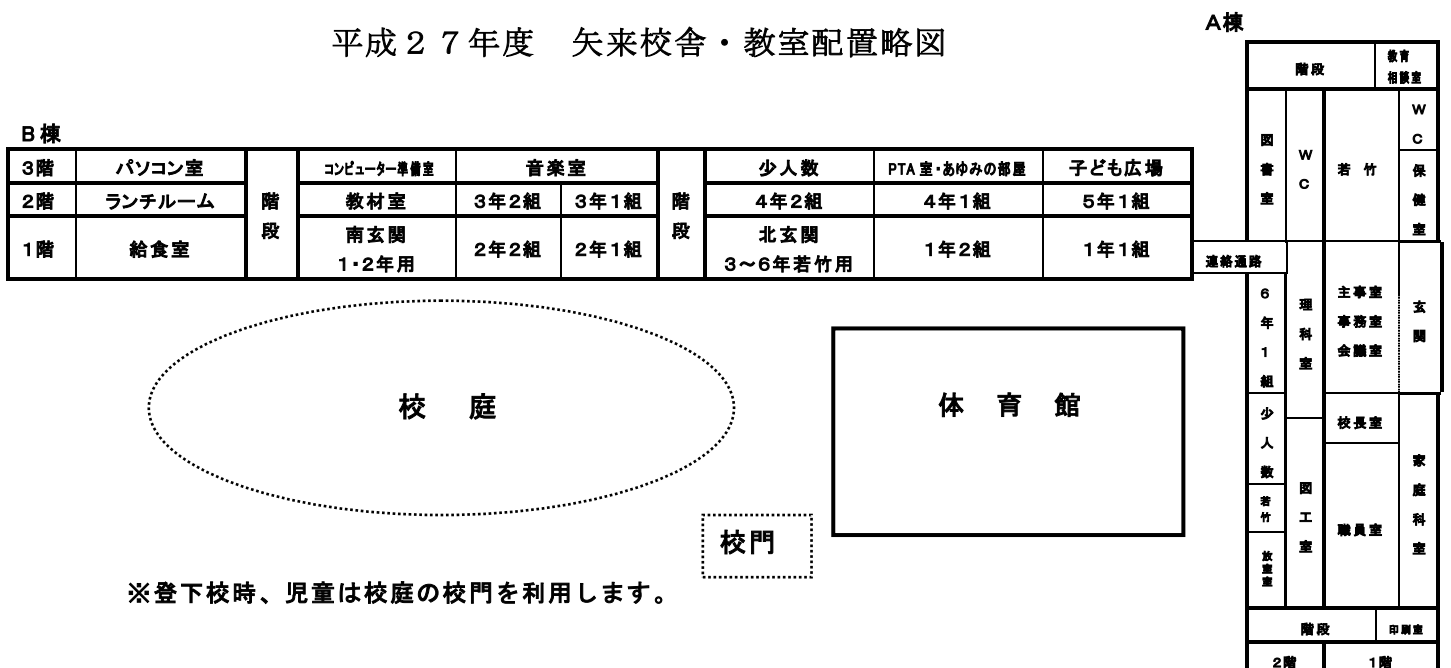 平成２７年度　矢来校舎・教室配置略図
A棟
階段 教育相談室
図書室 WC 若竹 WC
保健室
B棟
3階 パソコン室 階段 コンピューター準備室 音楽室 階段 少人数 PTA室・あゆみの部屋 子ども広場
2階 ランチルーム 教材室 3年2組 3年1組 4年2組 4年1組 5年1組
1階 給食室 南玄関 2年2組 2年1組 北玄関 1年2組 1年1組
1・2年用 3～6年若竹用
連絡通路
6年1組 理科室 主事室 玄関
事務室
会議室
校庭 体育館
少人数 校長室
若竹 図工室 職員室 家庭科室
校門
※登下校時、児童は校庭の校門を利用します。
階段 印刷室
2階 1階